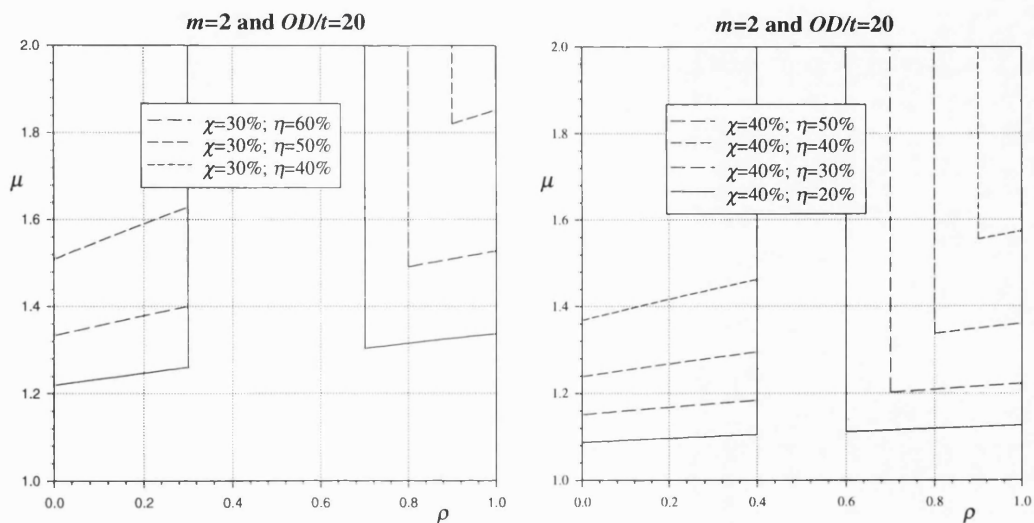 m=2 and OD/t=20
2.0
1.8
μ
1.6
1.4
1.2
1.0
χ=30%; η=60%
χ=30%; η=50%
χ=30%; η=40%
0.0 0.2 0.4 0.6 0.8 1.0
ρ
m=2 and OD/t=20
2.0
1.8
μ
1.6
1.4
1.2
1.0
χ=40%; η=50%
χ=40%; η=40%
χ=40%; η=30%
χ=40%; η=20%
0.0 0.2 0.4 0.6 0.8 1.0
ρ